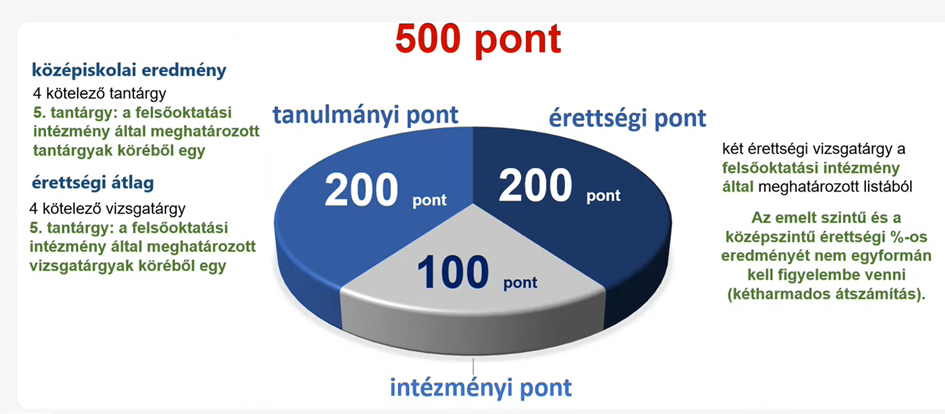 500 pont
középiskolai eredmény
4 kötelező tantárgy
5. tantárgy: a felsőoktatási
intézmény által meghatározott
tantárgyak köréből egy
érettségi átlag
4 kötelező vizsgatárgy
5. tantárgy: a felsőoktatási
intézmény által meghatározott
vizsgatárgyak köréből egy
tanulmányi pont
200 pont
érettségi pont
200 pont
100 pont
intézményi pont
két érettségi vizsgatárgy a
felsőoktatási intézmény
által meghatározott listából
Az emelt szintű és a
középszintű érettségi %-os
eredményét nem egyformán
kell figyelembe venni
(kétharmados átszámítás).